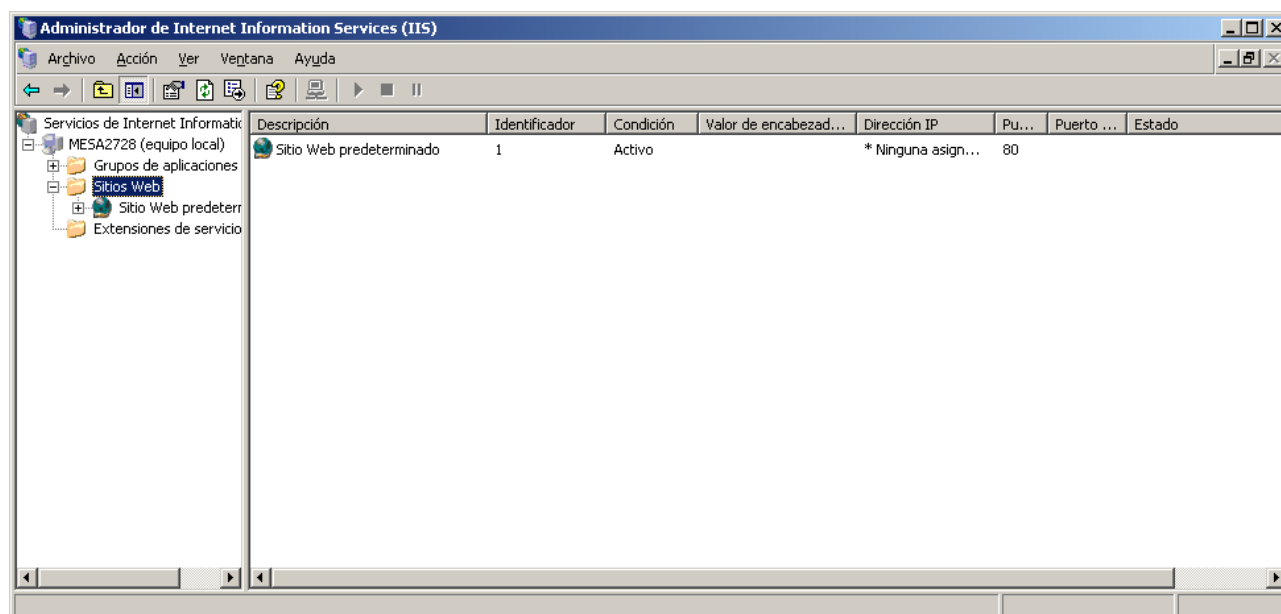 Administrador de Internet Information Services (IIS)
Archivo Acción Ver Ventana Ayuda
Servicios de Internet Informatic
MESA2728 (equipo local)
Grupos de aplicaciones
Sitios Web
Sitio Web predeterr
Extensiones de servicio
Descripción Identificador Condición Valor de encabezad... Dirección IP Pu... Puerto ... Estado
Sitio Web predeterminado 1 Activo * Ninguna asign... 80